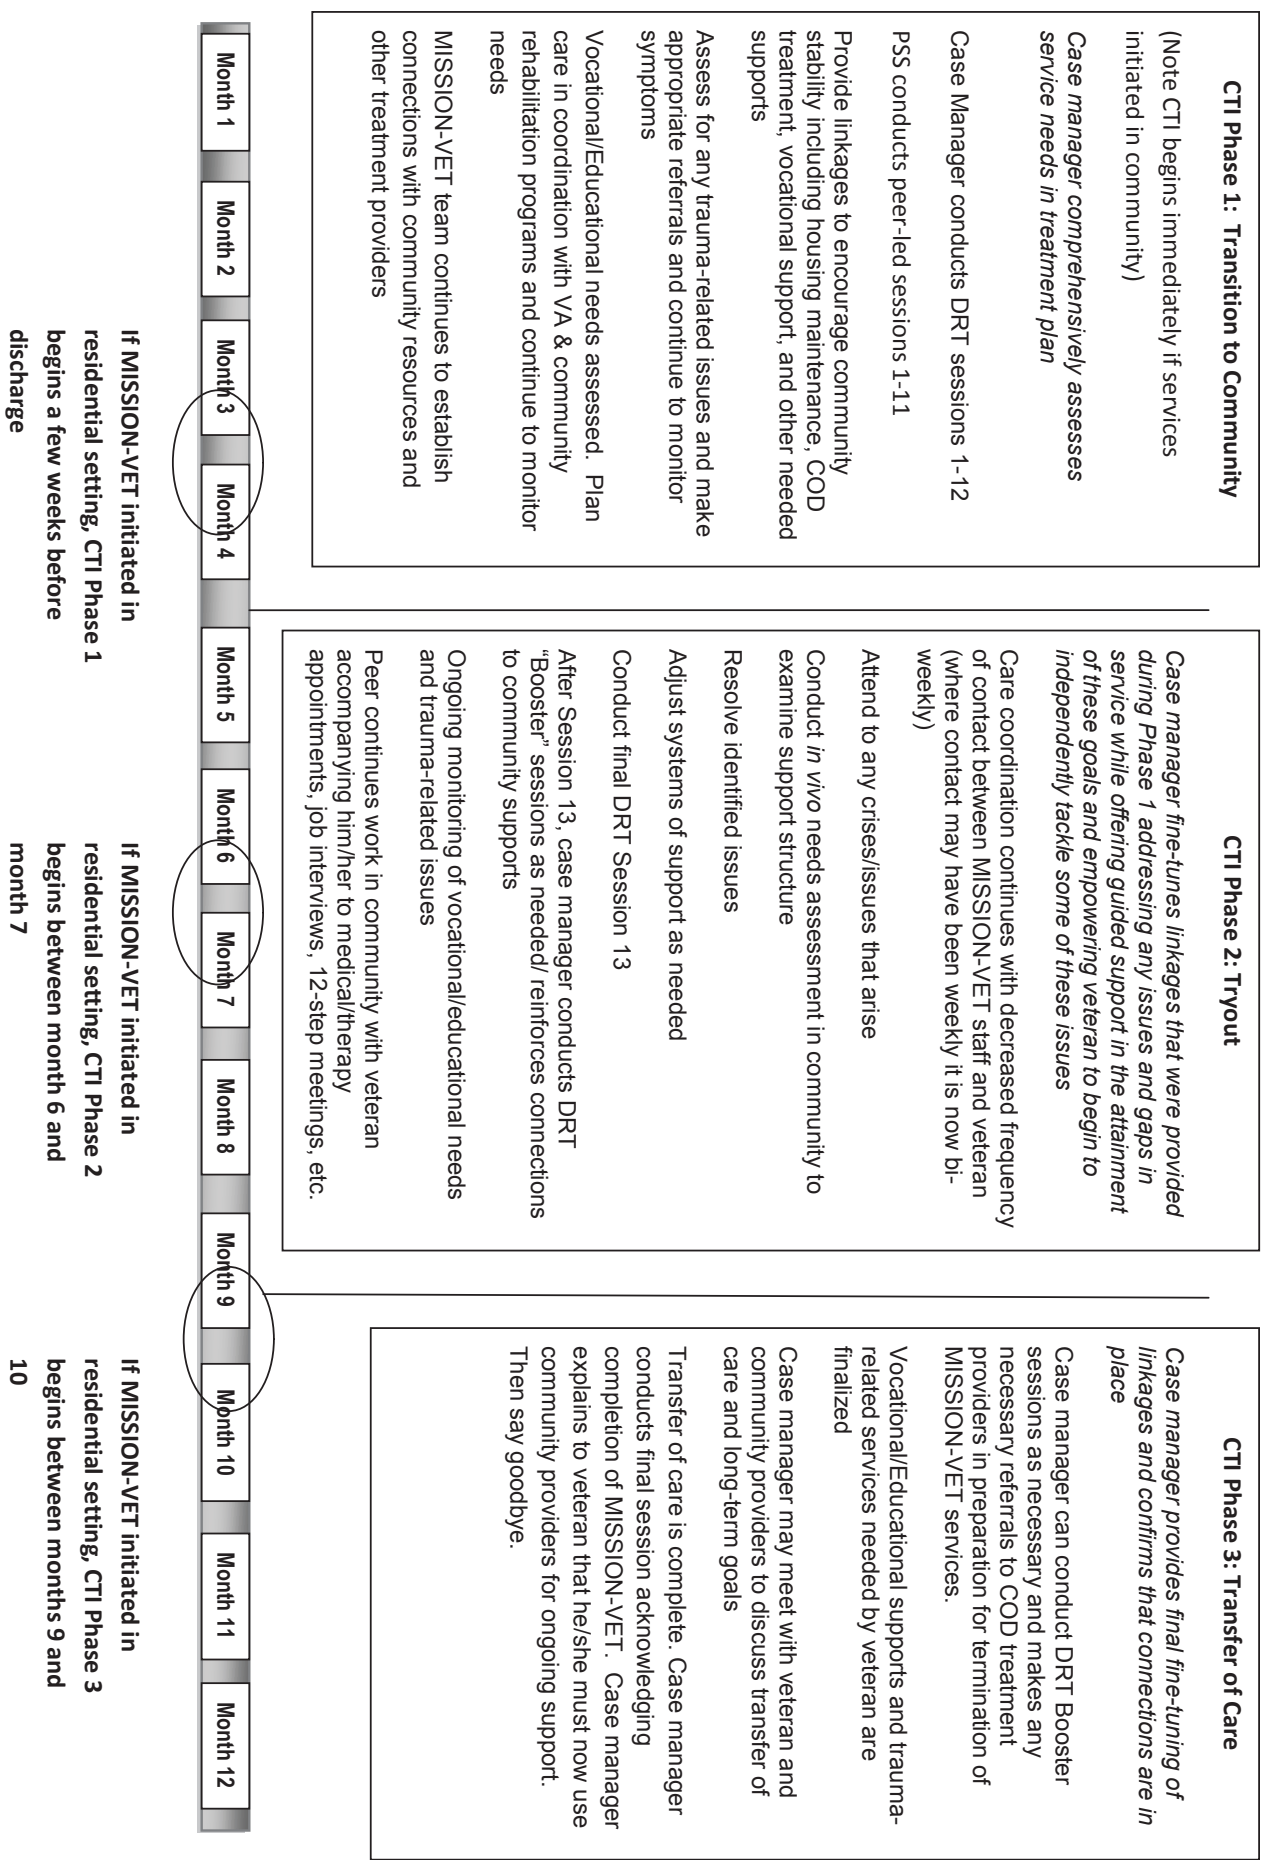 CTI Phase 1:  Transition to Community
(Note CTI begins immediately if services
initiated in community)
Case manager comprehensively assesses
service needs in treatment plan
Case Manager conducts DRT sessions 1-12
PSS conducts peer-led sessions 1-11
Provide linkages to encourage community
stability including housing maintenance, COD
treatment, vocational support, and other needed
supports
Assess for any trauma-related issues and make
appropriate referrals and continue to monitor
symptoms
Vocational/Educational needs assessed.  Plan
care in coordination with VA & community
rehabilitation programs and continue to monitor
needs
MISSION-VET team continues to establish
connections with community resources and
other treatment providers
CTI Phase 2: Tryout
Case manager fine-tunes linkages that were provided
during Phase 1 addressing any issues and gaps in
service while offering guided support in the attainment
of these goals and empowering veteran to begin to
independently tackle some of these issues
Care coordination continues with decreased frequency
of contact between MISSION-VET staff and veteran
(where contact may have been weekly it is now bi-
weekly)
Attend to any crises/issues that arise
Conduct in vivo needs assessment in community to
examine support structure
Resolve identified issues
Adjust systems of support as needed
Conduct final DRT Session 13
After Session 13, case manager conducts DRT
“Booster” sessions as needed/ reinforces connections
to community supports
Ongoing monitoring of vocational/educational needs
and trauma-related issues
Peer continues work in community with veteran
accompanying him/her to medical/therapy
appointments, job interviews, 12-step meetings, etc.
CTI Phase 3: Transfer of Care
Case manager provides final fine-tuning of
linkages and confirms that connections are in
place
Case manager can conduct DRT Booster
sessions as necessary and makes any
necessary referrals to COD treatment
providers in preparation for termination of
MISSION-VET services.
Vocational/Educational supports and trauma-
related services needed by veteran are
finalized
Case manager may meet with veteran and
community providers to discuss transfer of
care and long-term goals
Transfer of care is complete. Case manager
conducts final session acknowledging
completion of MISSION-VET.  Case manager
explains to veteran that he/she must now use
community providers for ongoing support.
Then say goodbye.
Month 1
Month 2
Month 3
Month 4
Month 5
Month 6
Month 7
Month 8
Month 9
Month 10
Month 11
Month 12
If MISSION-VET initiated in
residential setting, CTI Phase 1
begins a few weeks before
discharge
If MISSION-VET initiated in
residential setting, CTI Phase 2
begins between month 6 and
month 7
If MISSION-VET initiated in
residential setting, CTI Phase 3
begins between months 9 and
10